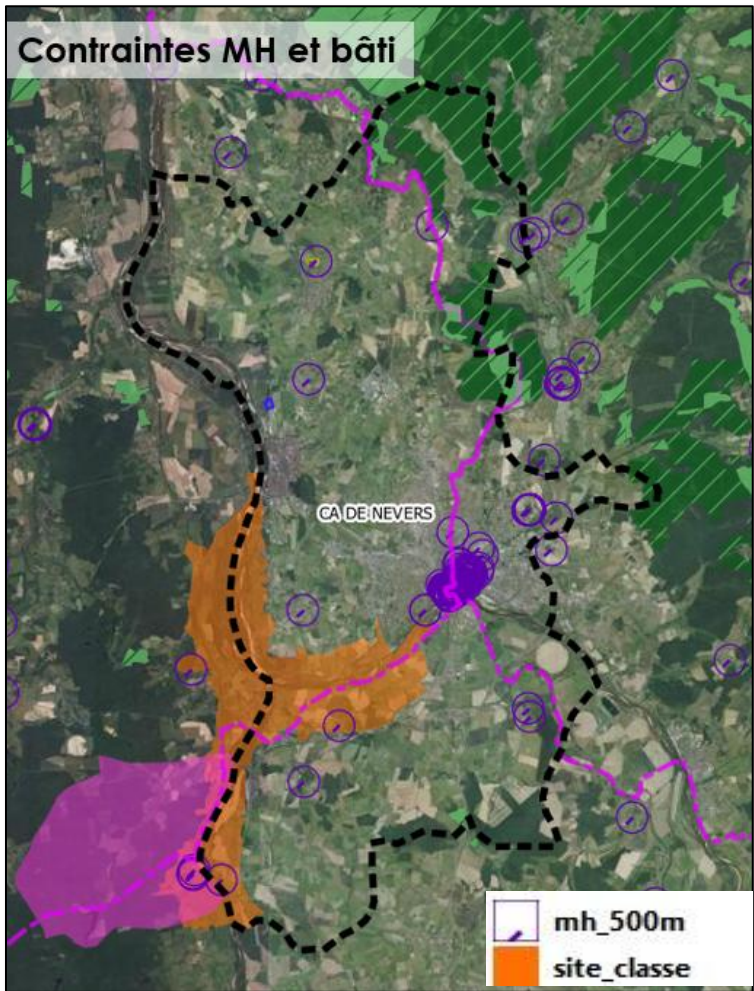 Contraintes MH et bâti
CA DE NEVERS
mh_500m
site_classe